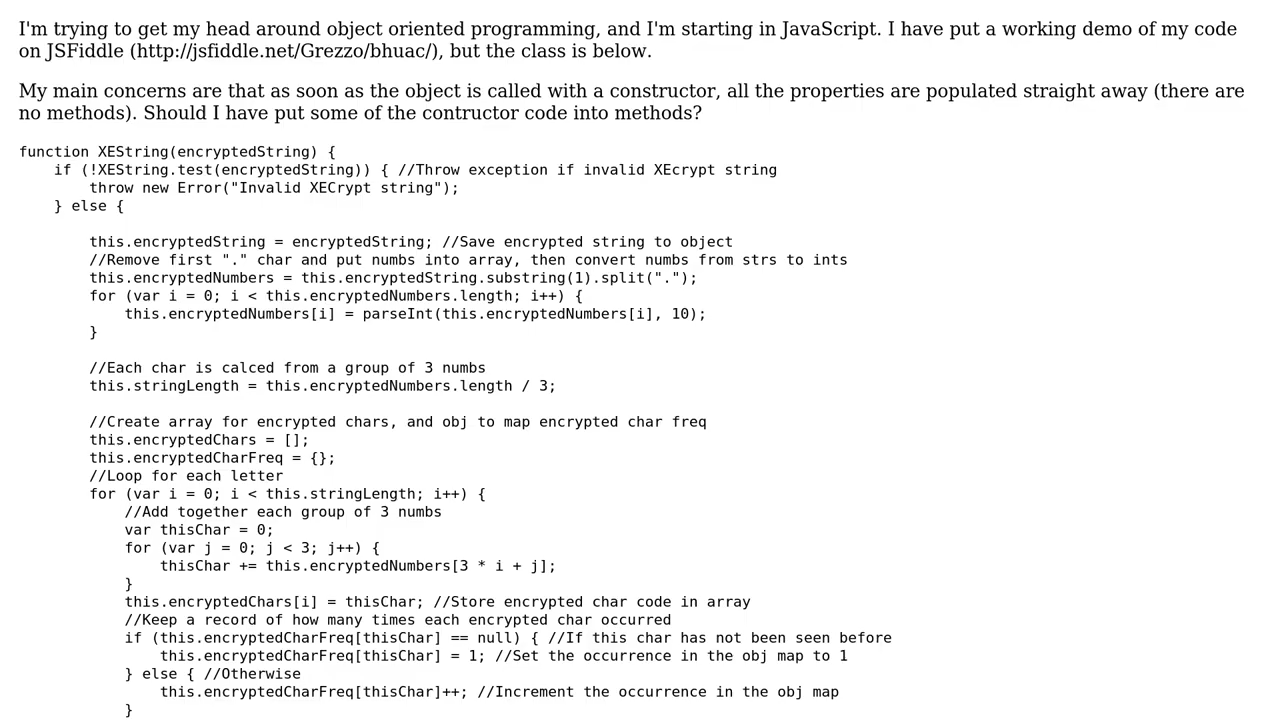 I'm trying to get my head around object oriented programming, and I'm starting in JavaScript. I have put a working demo of my code
on JSFiddle (http://jsfiddle.net/Grezzo/bhuac/), but the class is below.
My main concerns are that as soon as the object is called with a constructor, all the properties are populated straight away (there are
no methods). Should I have put some of the contructor code into methods?
function XEString(encryptedString) {
    if (!XEString.test(encryptedString)) { //Throw exception if invalid XEcrypt string
        throw new Error("Invalid XECrypt string");
    } else {
        this.encryptedString = encryptedString; //Save encrypted string to object
        //Remove first "." char and put numbs into array, then convert numbs from strs to ints
        this.encryptedNumbers = this.encryptedString.substring(1).split(".");
        for (var i = 0; i < this.encryptedNumbers.length; i++) {
            this.encryptedNumbers[i] = parseInt(this.encryptedNumbers[i], 10);
        }
        //Each char is calced from a group of 3 numbs
        this.stringLength = this.encryptedNumbers.length / 3;
        //Create array for encrypted chars, and obj to map encrypted char freq
        this.encryptedChars = [];
        this.encryptedCharFreq = {};
        //Loop for each letter
        for (var i = 0; i < this.stringLength; i++) {
            //Add together each group of 3 numbs
            var thisChar = 0;
            for (var j = 0; j < 3; j++) {
                thisChar += this.encryptedNumbers[3 * i + j];
            }
            this.encryptedChars[i] = thisChar; //Store encrypted char code in array
            //Keep a record of how many times each encrypted char occurred
            if (this.encryptedCharFreq[thisChar] == null) { //If this char has not been seen before
                this.encryptedCharFreq[thisChar] = 1; //Set the occurrence in the obj map to 1
            } else { //Otherwise
                this.encryptedCharFreq[thisChar]++; //Increment the occurrence in the obj map
            }